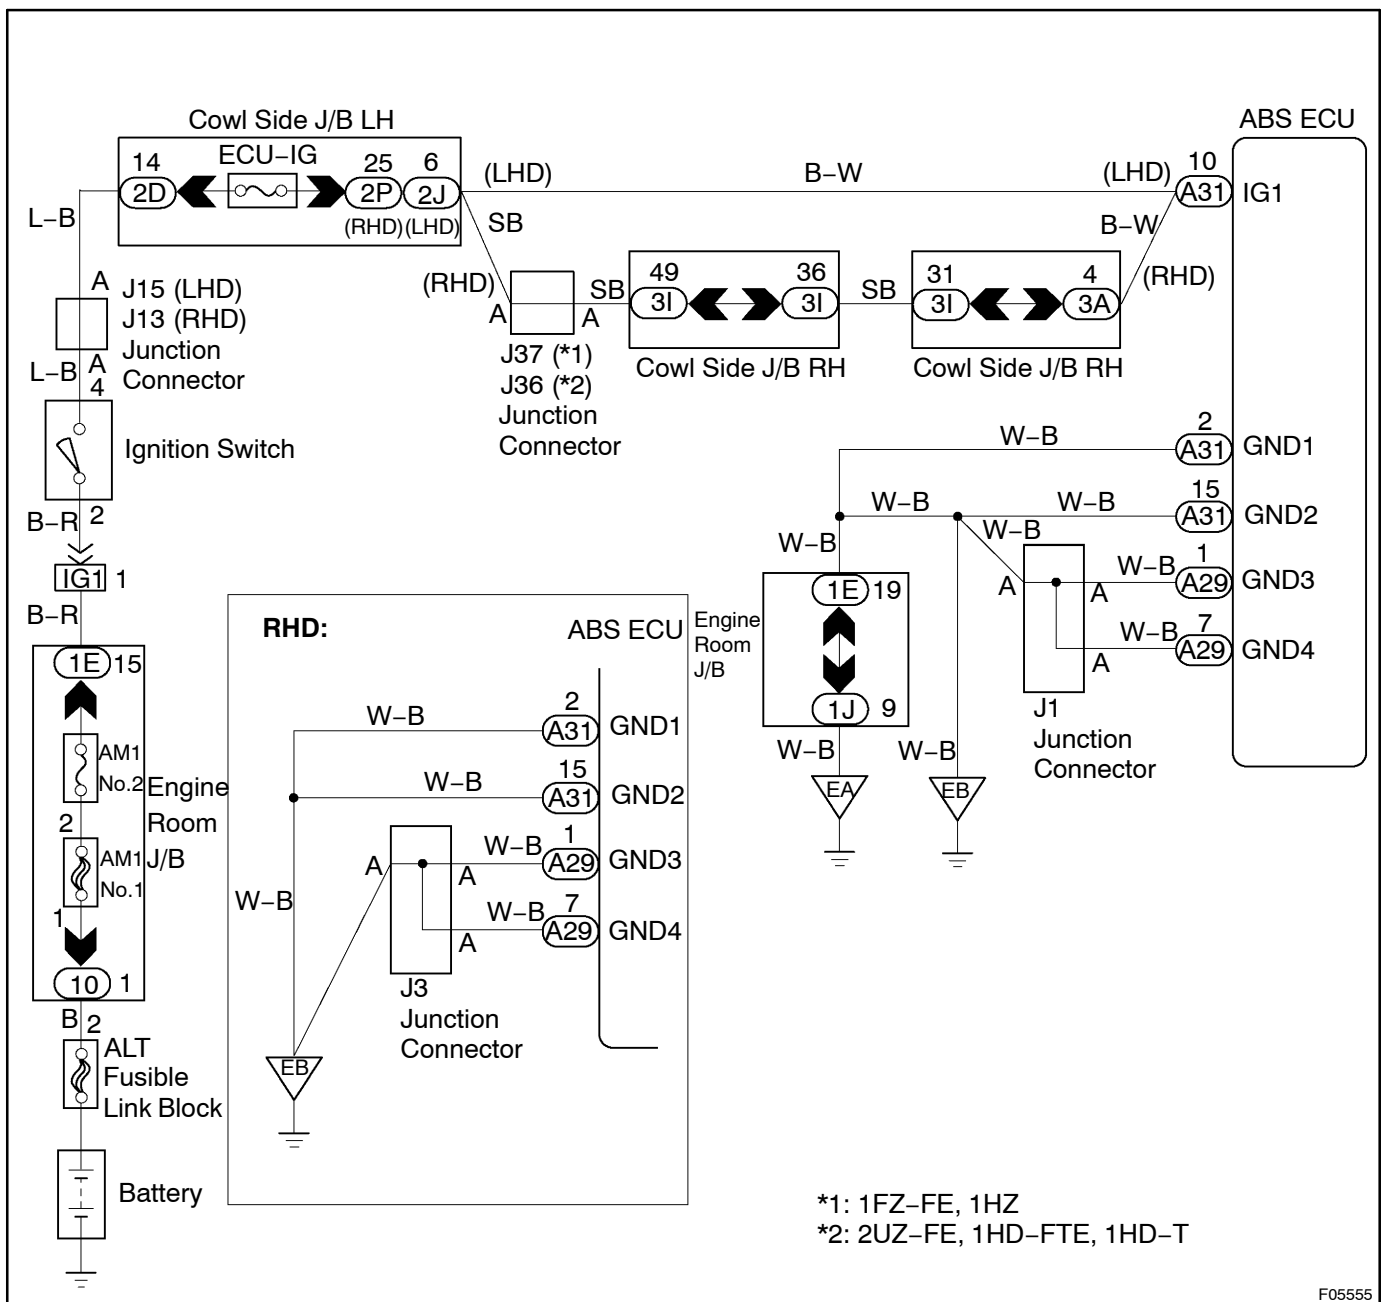 Cowl Side J/B LH
ABS ECU
14
ECU−IG
25
6
2D
2P
2J
(RHD)
(LHD)
(LHD)
B−W
(LHD)
10
A31
IG1
L−B
SB
B−W
(RHD)
(RHD)
A
J15 (LHD)
J13 (RHD)
Junction
Connector
A
L−B
4
A
A
SB
49
3I
36
3I
SB
31
3I
4
3A
J37 (*1)
J36 (*2)
Junction
Connector
Cowl Side J/B RH
Cowl Side J/B RH
Ignition Switch
W−B
2
A31
GND1
B−R
2
W−B
W−B
15
A31
GND2
W−B
W−B
IG1
1
1E
19
A
A
W−B
1
A29
GND3
B−R
RHD:
ABS ECU
Engine
Room
J/B
W−B
7
A29
GND4
A
1E
15
1J
9
J1
Junction
Connector
W−B
2
A31
GND1
W−B
W−B
AM1
No.2
Engine
Room
J/B
W−B
15
A31
GND2
EA
EB
2
AM1
No.1
1
A
A
W−B
1
A29
GND3
W−B
W−B
7
A29
GND4
A
10
1
J3
Junction
Connector
B
2
ALT
Fusible
Link Block
EB
Battery
*1: 1FZ−FE, 1HZ
*2: 2UZ−FE, 1HD−FTE, 1HD−T
F05555